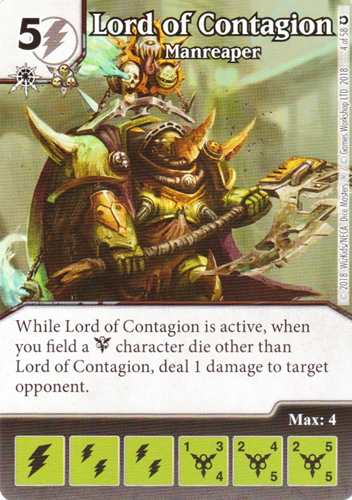 5
Lord of Contagion
Manreaper
4 of 58
© 2018 WizKids/NECA. Dice Masters © Games Workshop LTD. 2018
While Lord of Contagion is active, when
you field a character die other than
Lord of Contagion, deal 1 damage to target
opponent.
Max: 4
1 3 4
2 4 5
2 5 5